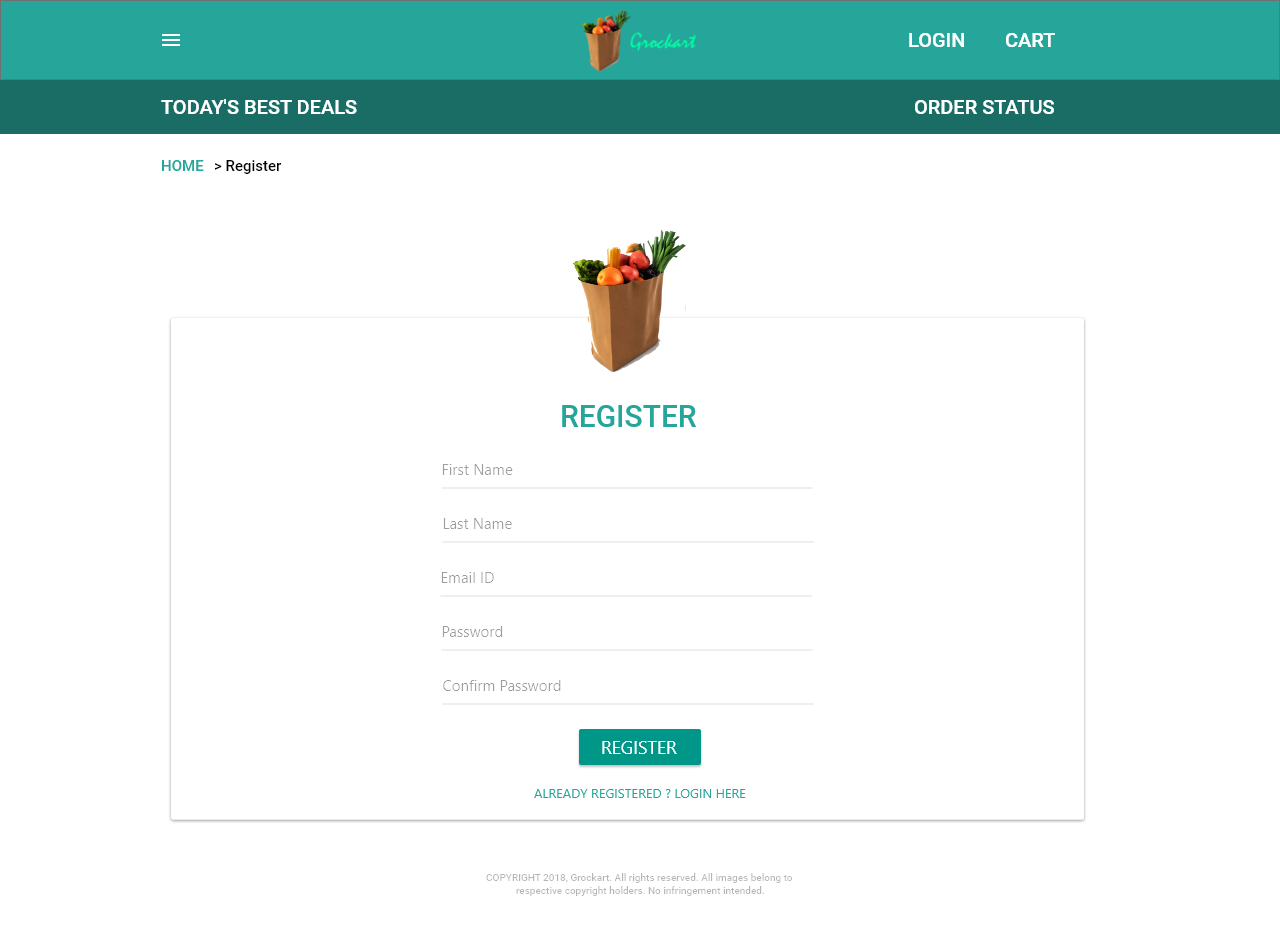 Grockart
LOGIN
CART
TODAY'S BEST DEALS
ORDER STATUS
HOME > Register
REGISTER
First Name
Last Name
Email ID
Password
Confirm Password
REGISTER
ALREADY REGISTERED ? LOGIN HERE
COPYRIGHT 2018, Grockart. All rights reserved. All images belong to
respective copyright holders. No infringement intended.